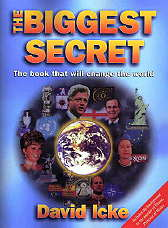 THE
BIGGEST
SECRET
The book that will change the world
David Icke